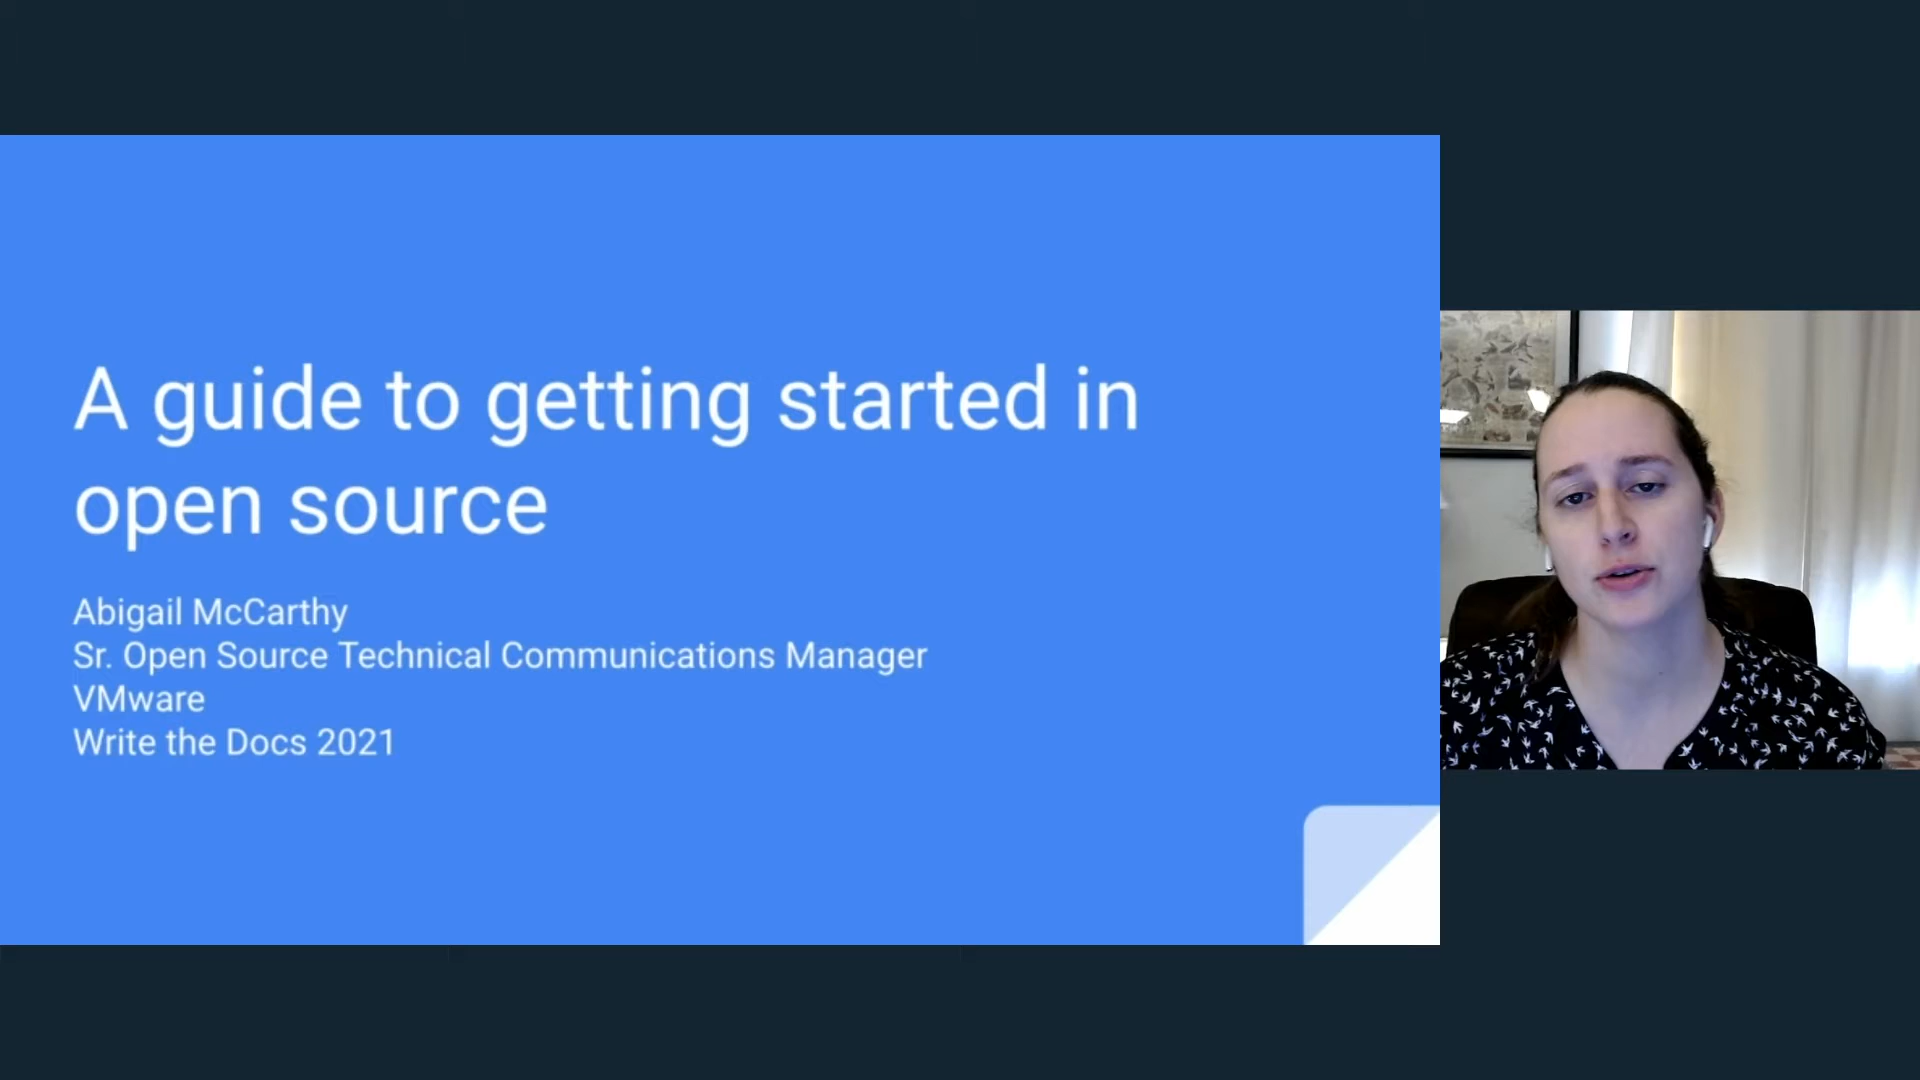 A guide to getting started in
open source
Abigail McCarthy
Sr. Open Source Technical Communications Manager
VMware
Write the Docs 2021